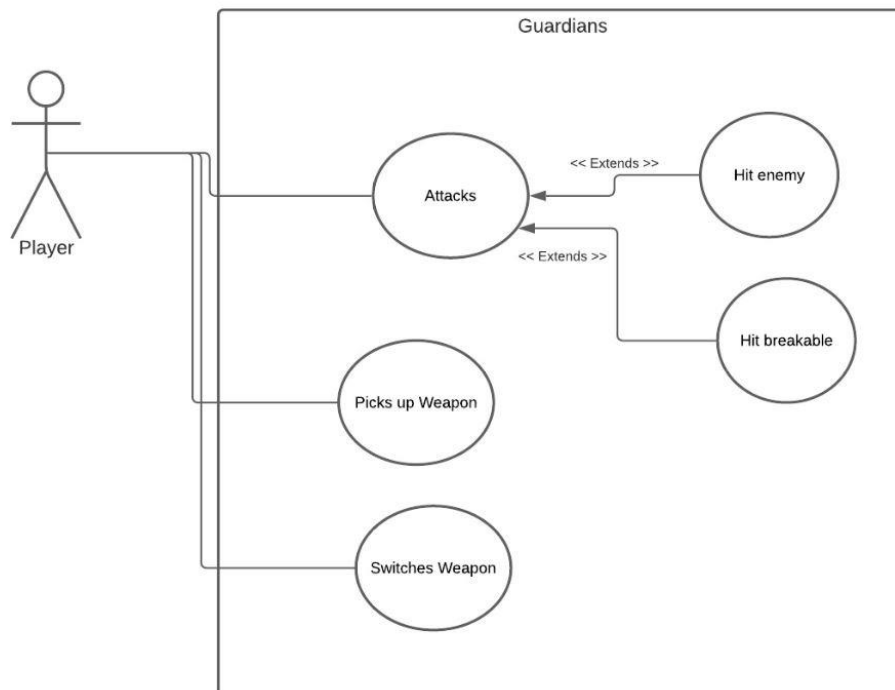 Guardians
<< Extends >>
Hit enemy
Attacks
Player
<< Extends >>
Hit breakable
Picks up Weapon
Switches Weapon